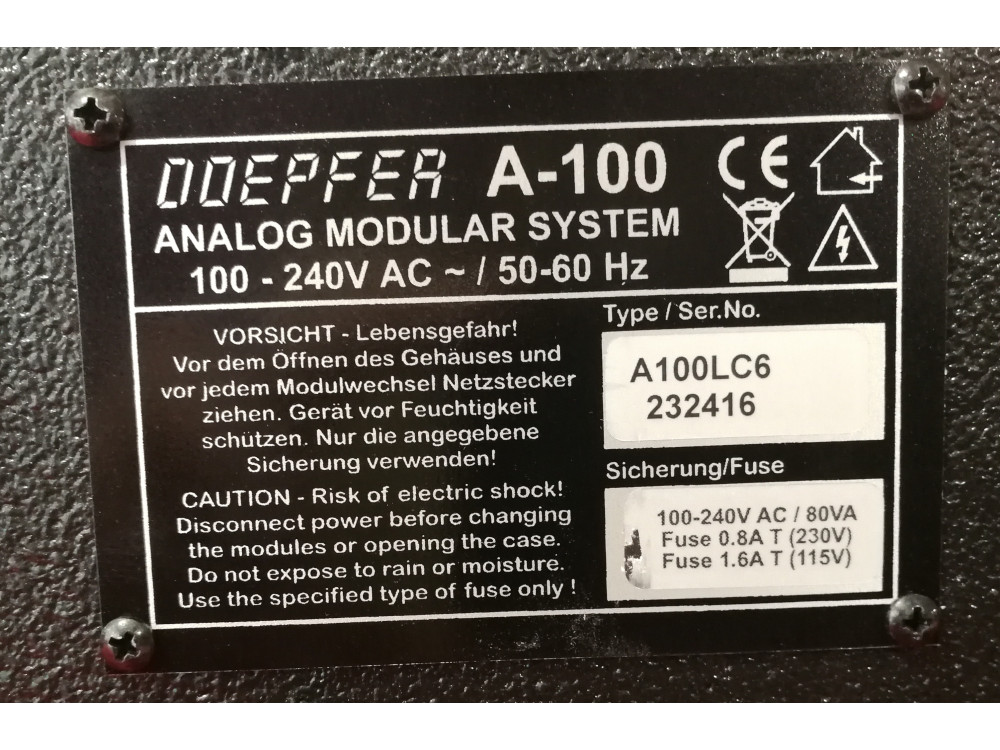 DOEPFER A-100
ANALOG MODULAR SYSTEM
100 - 240V AC ~ / 50-60 Hz
CE
VORSICHT - Lebensgefahr!
Vor dem Öffnen des Gehäuses und
vor jedem Modulwechsel Netzstecker
ziehen. Gerät vor Feuchtigkeit
schützen. Nur die angegebene
Sicherung verwenden!
CAUTION - Risk of electric shock!
Disconnect power before changing
the modules or opening the case.
Do not expose to rain or moisture.
Use the specified type of fuse only !
Type / Ser.No.
A100LC6
232416
Sicherung/Fuse
100-240V AC / 80VA
Fuse 0.8A T (230V)
Fuse 1.6A T (115V)